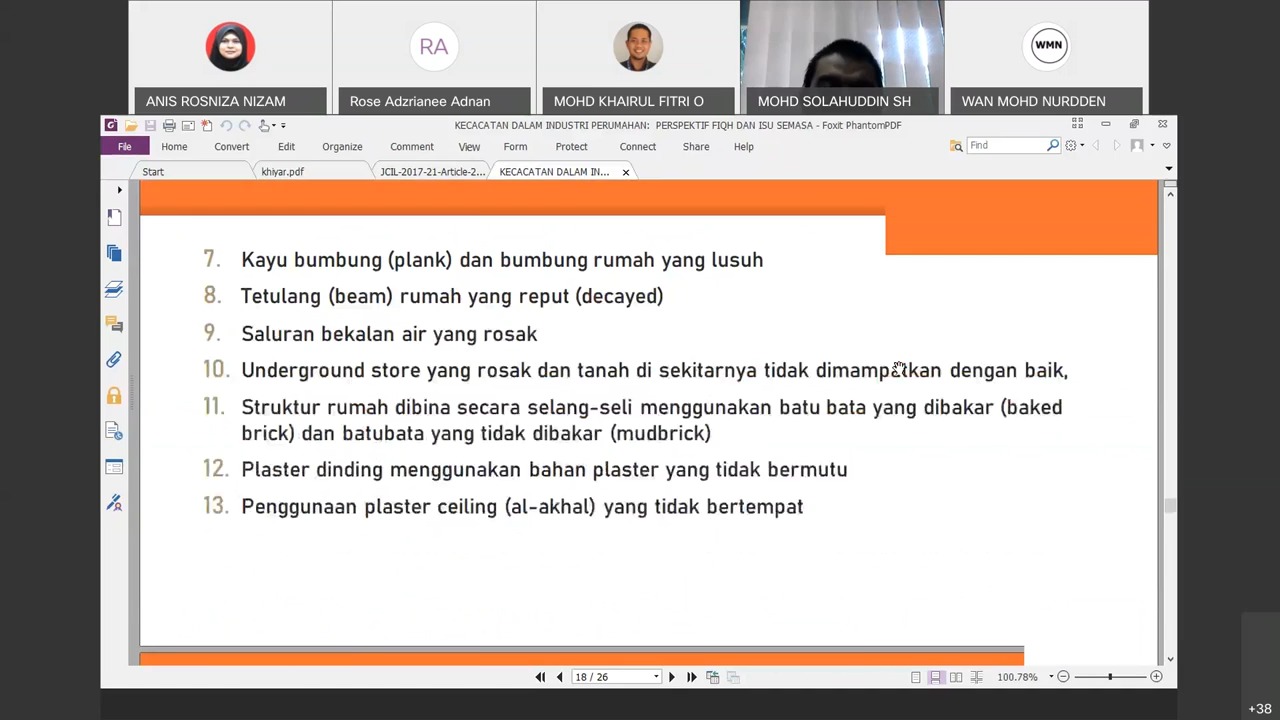 RA
WMN
ANIS ROSNIZA NIZAM
Rose Adzrianee Adnan
MOHD KHAIRUL FITRI O
MOHD SOLAHUDDIN SH
WAN MOHD NURDDEN
KECACATAN DALAM INDUSTRI PERUMAHAN: PERSPEKTIF FIQH DAN ISU SEMASA - Foxit PhantomPDF
File Home Convert Edit Organize Comment View Form Protect Connect Share Help Find
Start khiyar.pdf JCIL-2017-21-Article-2... KECACATAN DALAM IN...
7. Kayu bumbung (plank) dan bumbung rumah yang lusuh
8. Tetulang (beam) rumah yang reput (decayed)
9. Saluran bekalan air yang rosak
10. Underground store yang rosak dan tanah di sekitarnya tidak dimampatkan dengan baik,
11. Struktur rumah dibina secara selang-seli menggunakan batu bata yang dibakar (baked
brick) dan batubata yang tidak dibakar (mudbrick)
12. Plaster dinding menggunakan bahan plaster yang tidak bermutu
13. Penggunaan plaster ceiling (al-akhal) yang tidak bertempat
18 / 26
100.78%
+38